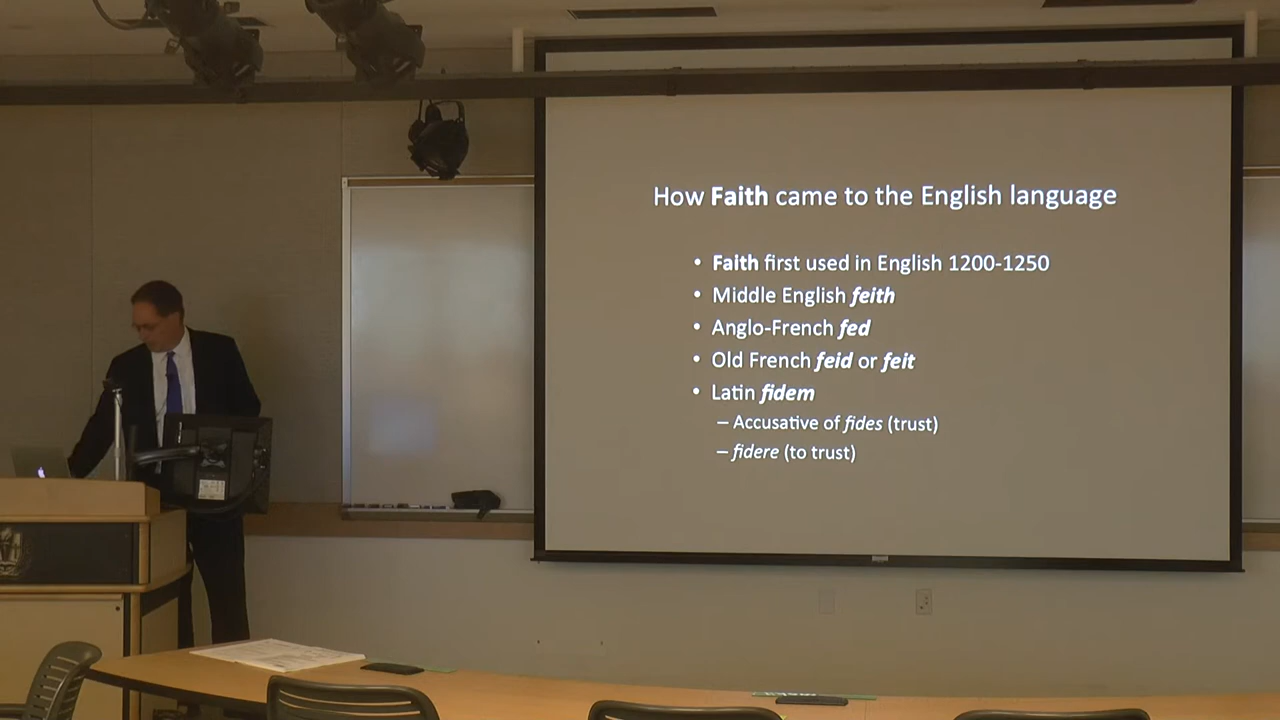 How Faith came to the English language
• Faith first used in English 1200-1250
• Middle English feith
• Anglo-French fed
• Old French feid or feit
• Latin fidem
– Accusative of fides (trust)
– fidere (to trust)